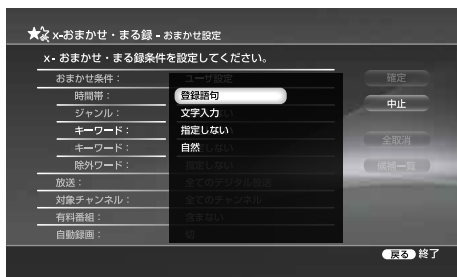 x-おまかせ・まる録 - おまかせ設定
x- おまかせ・まる録条件を設定してください。
おまかせ条件： ユーザ設定 確定
時間帯： 登録語句 中止
ジャンル： 文字入力
キーワード： 指定しない 全取消
キーワード： 自然
除外ワード： 指定しない 候補一覧
放送： 全てのデジタル放送
対象チャンネル： 全てのチャンネル
有料番組： 含まない
自動録画： 切
戻る 終了